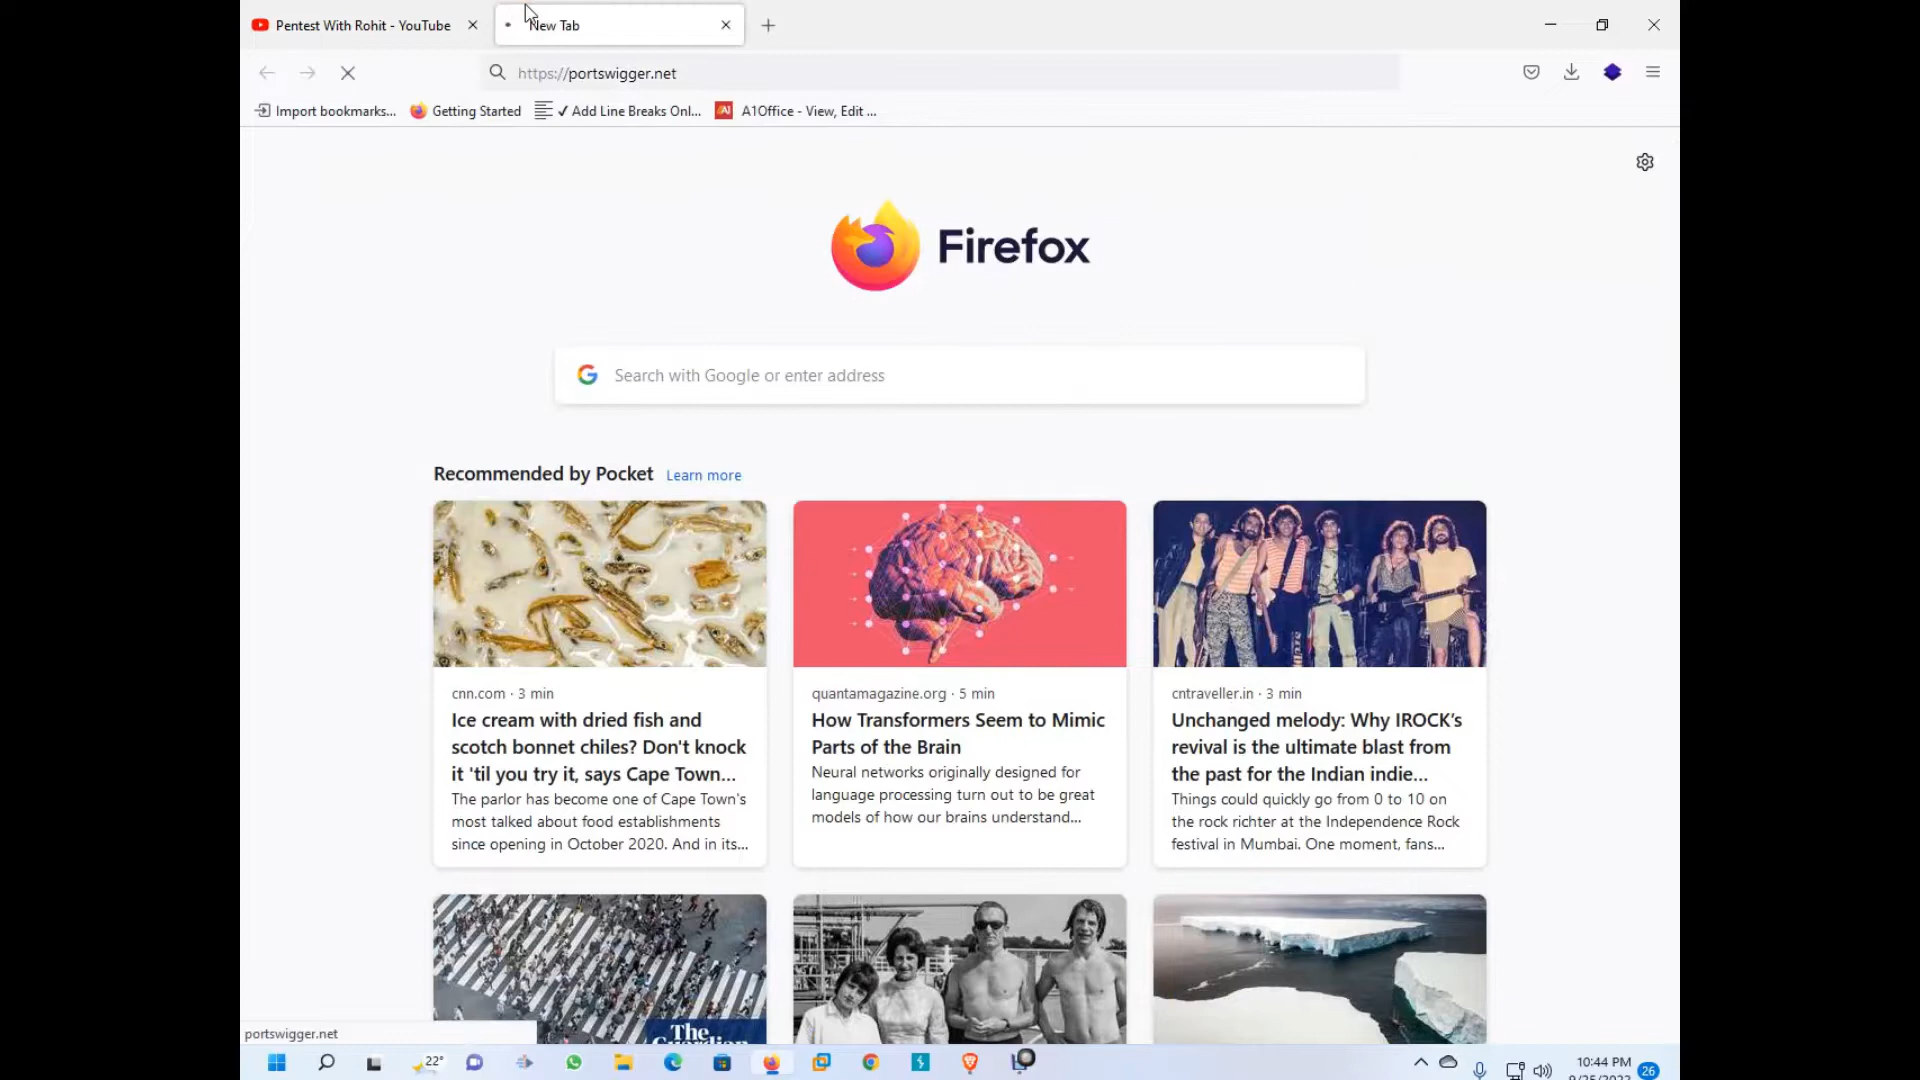 Pentest With Rohit - YouTube
New Tab
https://portswigger.net
Import bookmarks...
Getting Started
✓ Add Line Breaks Onl...
A1Office - View, Edit ...
Firefox
Search with Google or enter address
Recommended by Pocket Learn more
cnn.com · 3 min
Ice cream with dried fish and
scotch bonnet chiles? Don't knock
it 'til you try it, says Cape Town...
The parlor has become one of Cape Town's
most talked about food establishments
since opening in October 2020. And in its...
quantamagazine.org · 5 min
How Transformers Seem to Mimic
Parts of the Brain
Neural networks originally designed for
language processing turn out to be great
models of how our brains understand...
cntraveller.in · 3 min
Unchanged melody: Why IROCK's
revival is the ultimate blast from
the past for the Indian indie...
Things could quickly go from 0 to 10 on
the rock richter at the Independence Rock
festival in Mumbai. One moment, fans...
The
Guardian
portswigger.net
22°
10:44 PM
26